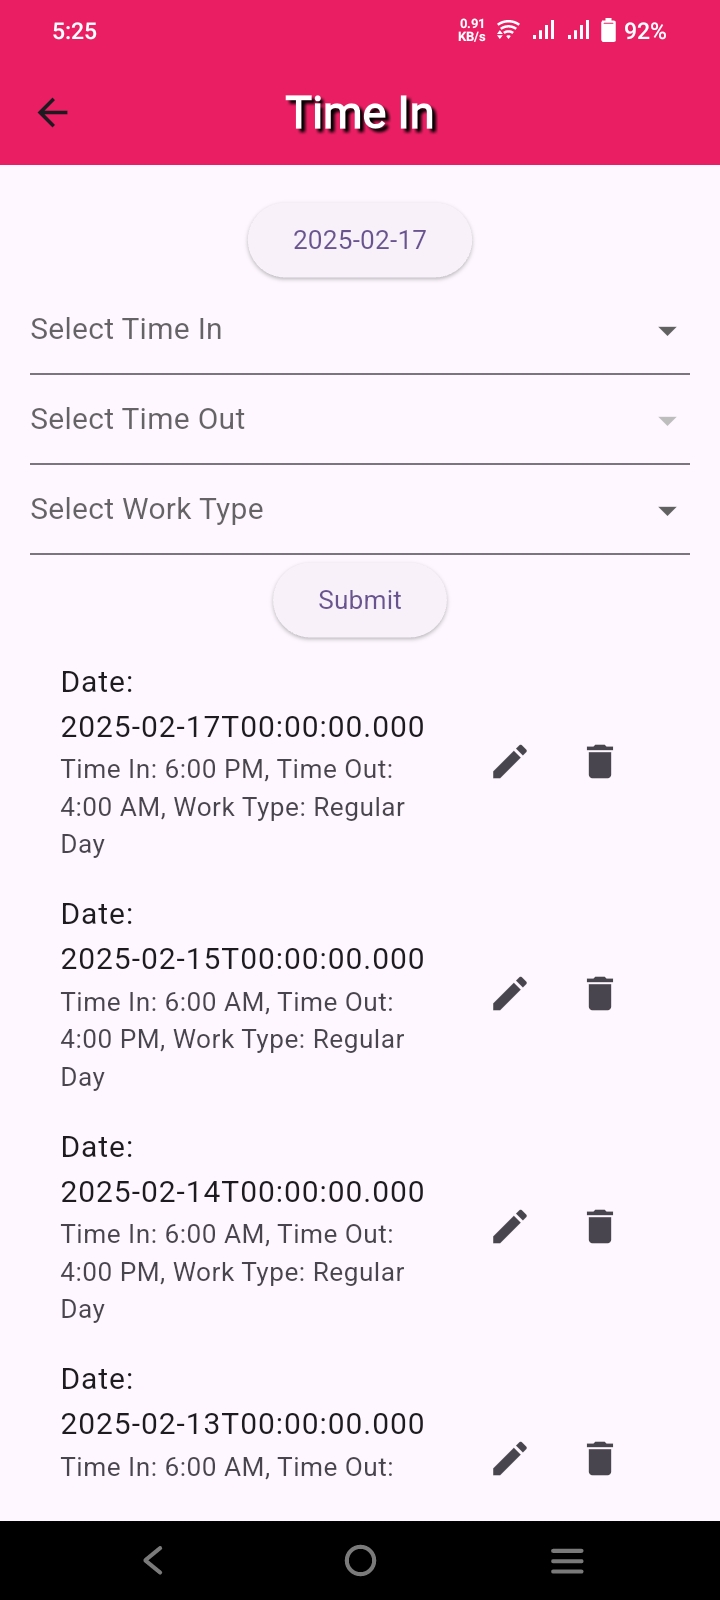 5:25
0.91
KB/s
92%
Time In
2025-02-17
Select Time In
Select Time Out
Select Work Type
Submit
Date:
2025-02-17T00:00:00.000
Time In: 6:00 PM, Time Out:
4:00 AM, Work Type: Regular
Day
Date:
2025-02-15T00:00:00.000
Time In: 6:00 AM, Time Out:
4:00 PM, Work Type: Regular
Day
Date:
2025-02-14T00:00:00.000
Time In: 6:00 AM, Time Out:
4:00 PM, Work Type: Regular
Day
Date:
2025-02-13T00:00:00.000
Time In: 6:00 AM, Time Out: